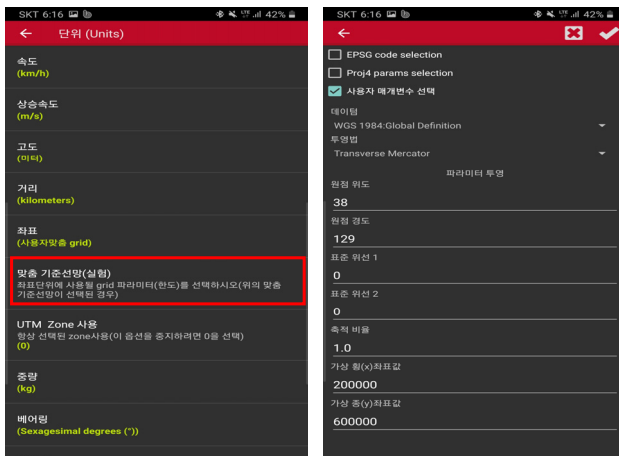 SKT 6:16 42%
단위 (Units)
속도
(km/h)
상승속도
(m/s)
고도
(미터)
거리
(kilometers)
좌표
(사용자맞춤 grid)
맞춤 기준선망(실험)
좌표단위에 사용될 grid 파라미터(한도)를 선택하시오(위의 맞춤
기준선망이 선택된 경우)
UTM Zone 사용
항상 선택된 zone사용(이 옵션을 중지하려면 0을 선택)
(0)
중량
(kg)
베어링
(Sexagesimal degrees (°))
SKT 6:16 42%
EPSG code selection
Proj4 params selection
사용자 매개변수 선택
데이텀
WGS 1984:Global Definition
투영법
Transverse Mercator
파라미터 투영
원점 위도
38
원점 경도
129
표준 위선 1
0
표준 위선 2
0
축적 비율
1.0
가상 횡(x)좌표값
200000
가상 종(y)좌표값
600000